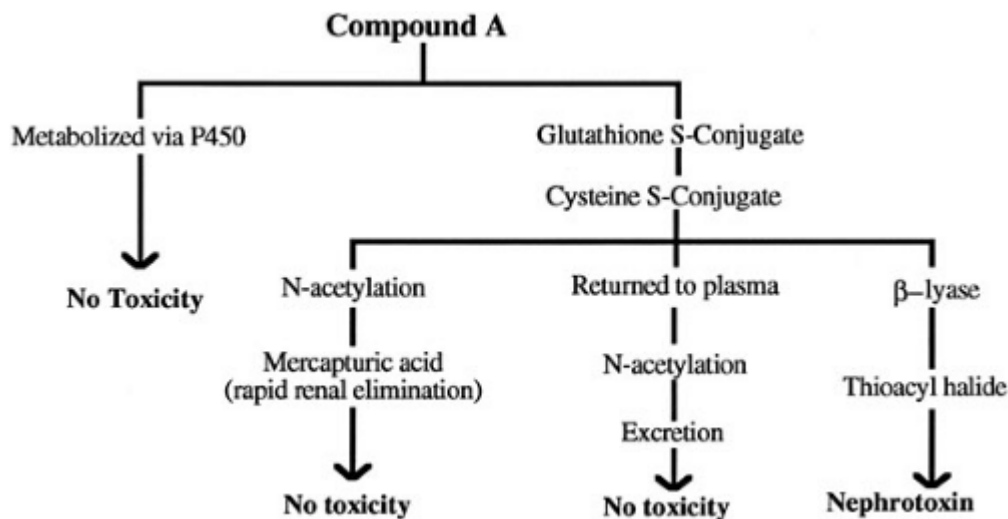 Compound A
Metabolized via P450
Glutathione S-Conjugate
Cysteine S-Conjugate
No Toxicity
N-acetylation
Returned to plasma
β–lyase
Mercapturic acid
(rapid renal elimination)
N-acetylation
Thioacyl halide
Excretion
No toxicity
No toxicity
Nephrotoxin